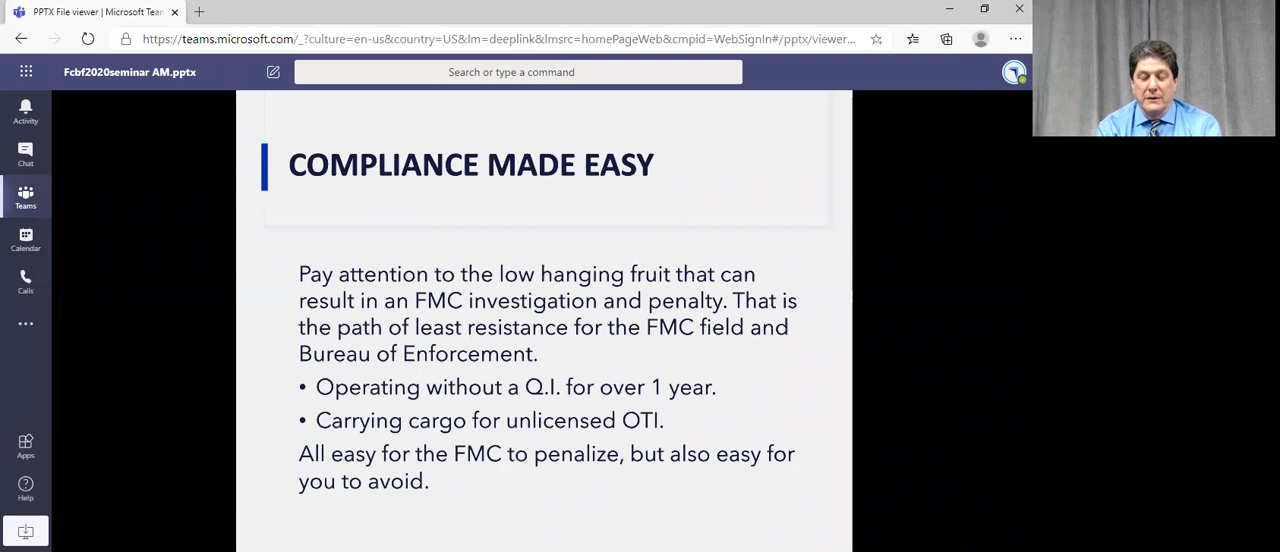 PPTX File viewer | Microsoft Team
https://teams.microsoft.com/_?culture=en-us&country=US&lm=deeplink&lmsrc=homePageWeb&cmpid=WebSignIn#/pptx/viewer...
Fcbf2020seminar AM.pptx
Search or type a command
Activity
Chat
Teams
Calendar
Calls
Apps
Help
COMPLIANCE MADE EASY
Pay attention to the low hanging fruit that can
result in an FMC investigation and penalty. That is
the path of least resistance for the FMC field and
Bureau of Enforcement.
• Operating without a Q.I. for over 1 year.
• Carrying cargo for unlicensed OTI.
All easy for the FMC to penalize, but also easy for
you to avoid.